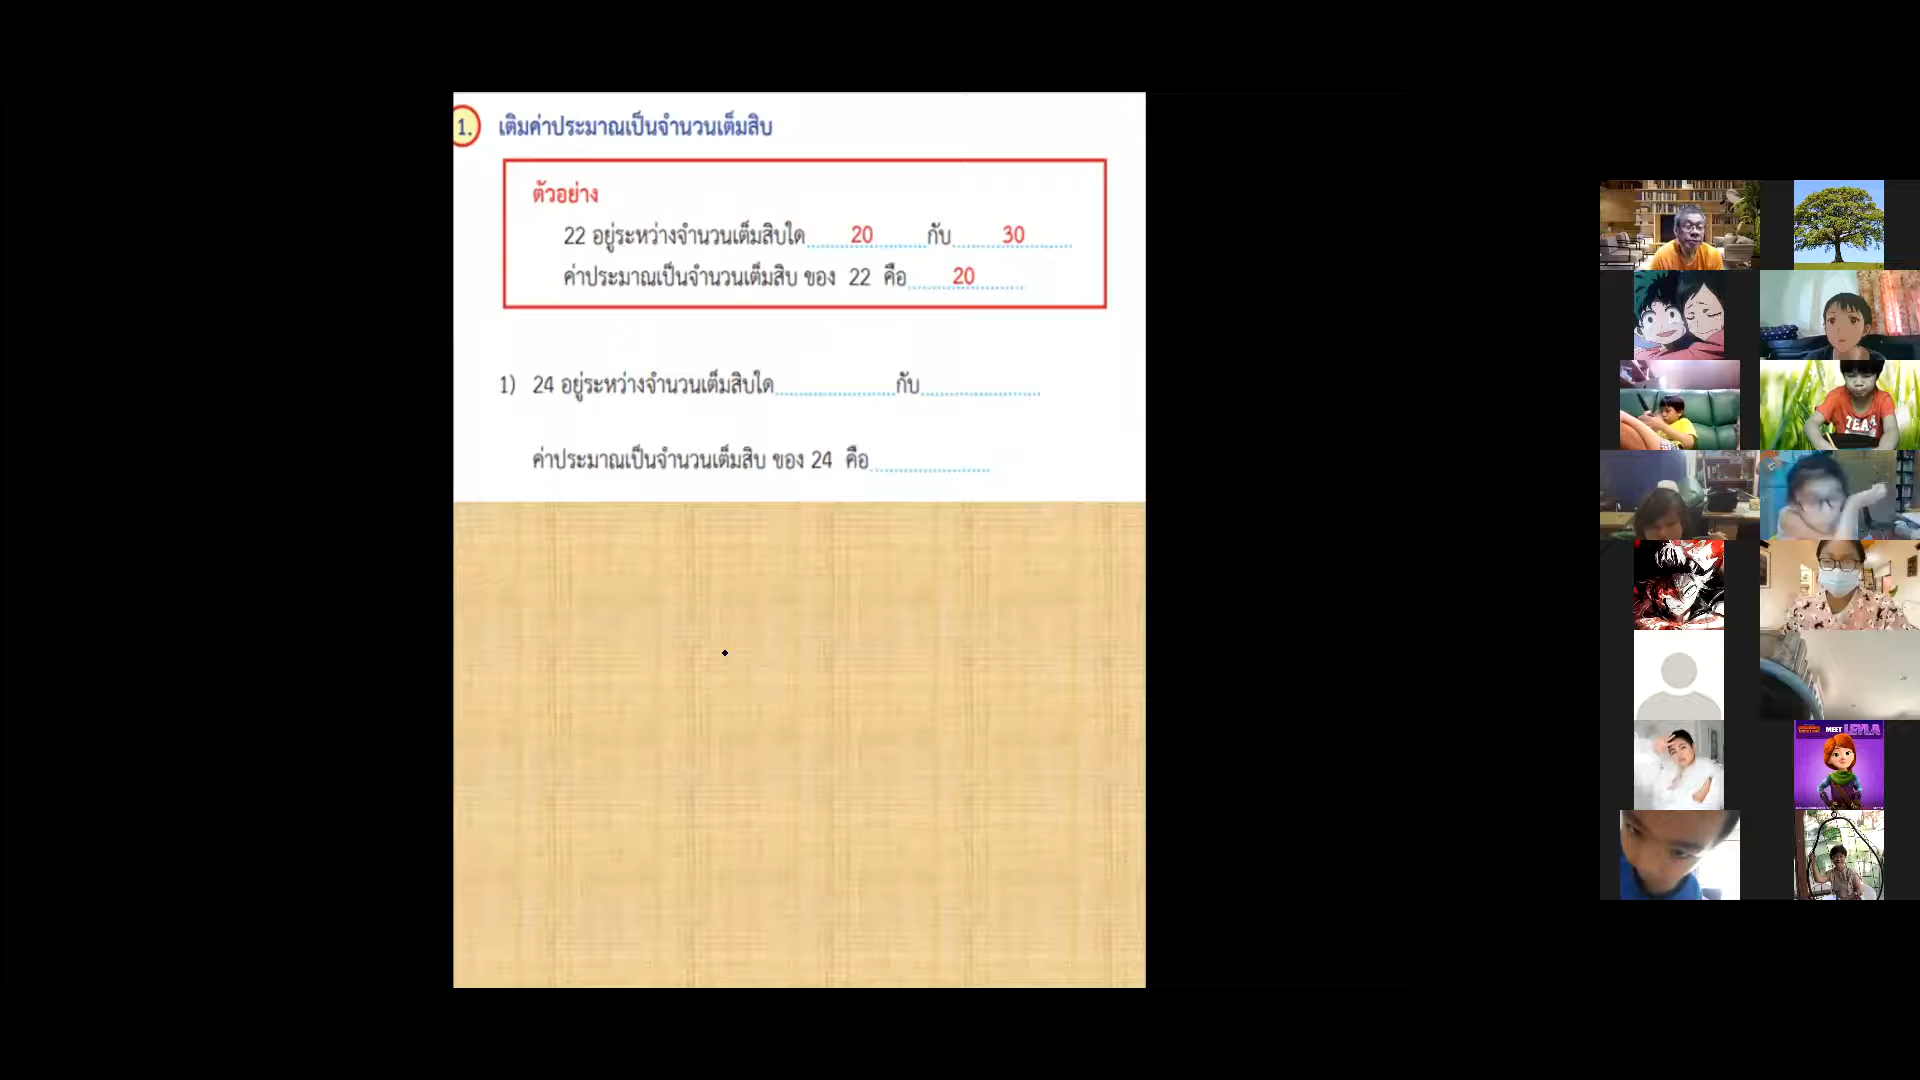 1. เติมค่าประมาณเป็นจำนวนเต็มสิบ
ตัวอย่าง
22 อยู่ระหว่างจำนวนเต็มสิบใด 20 กับ 30
ค่าประมาณเป็นจำนวนเต็มสิบ ของ 22 คือ 20
1) 24 อยู่ระหว่างจำนวนเต็มสิบใด กับ
ค่าประมาณเป็นจำนวนเต็มสิบ ของ 24 คือ
TEAM
MEET LEYLA